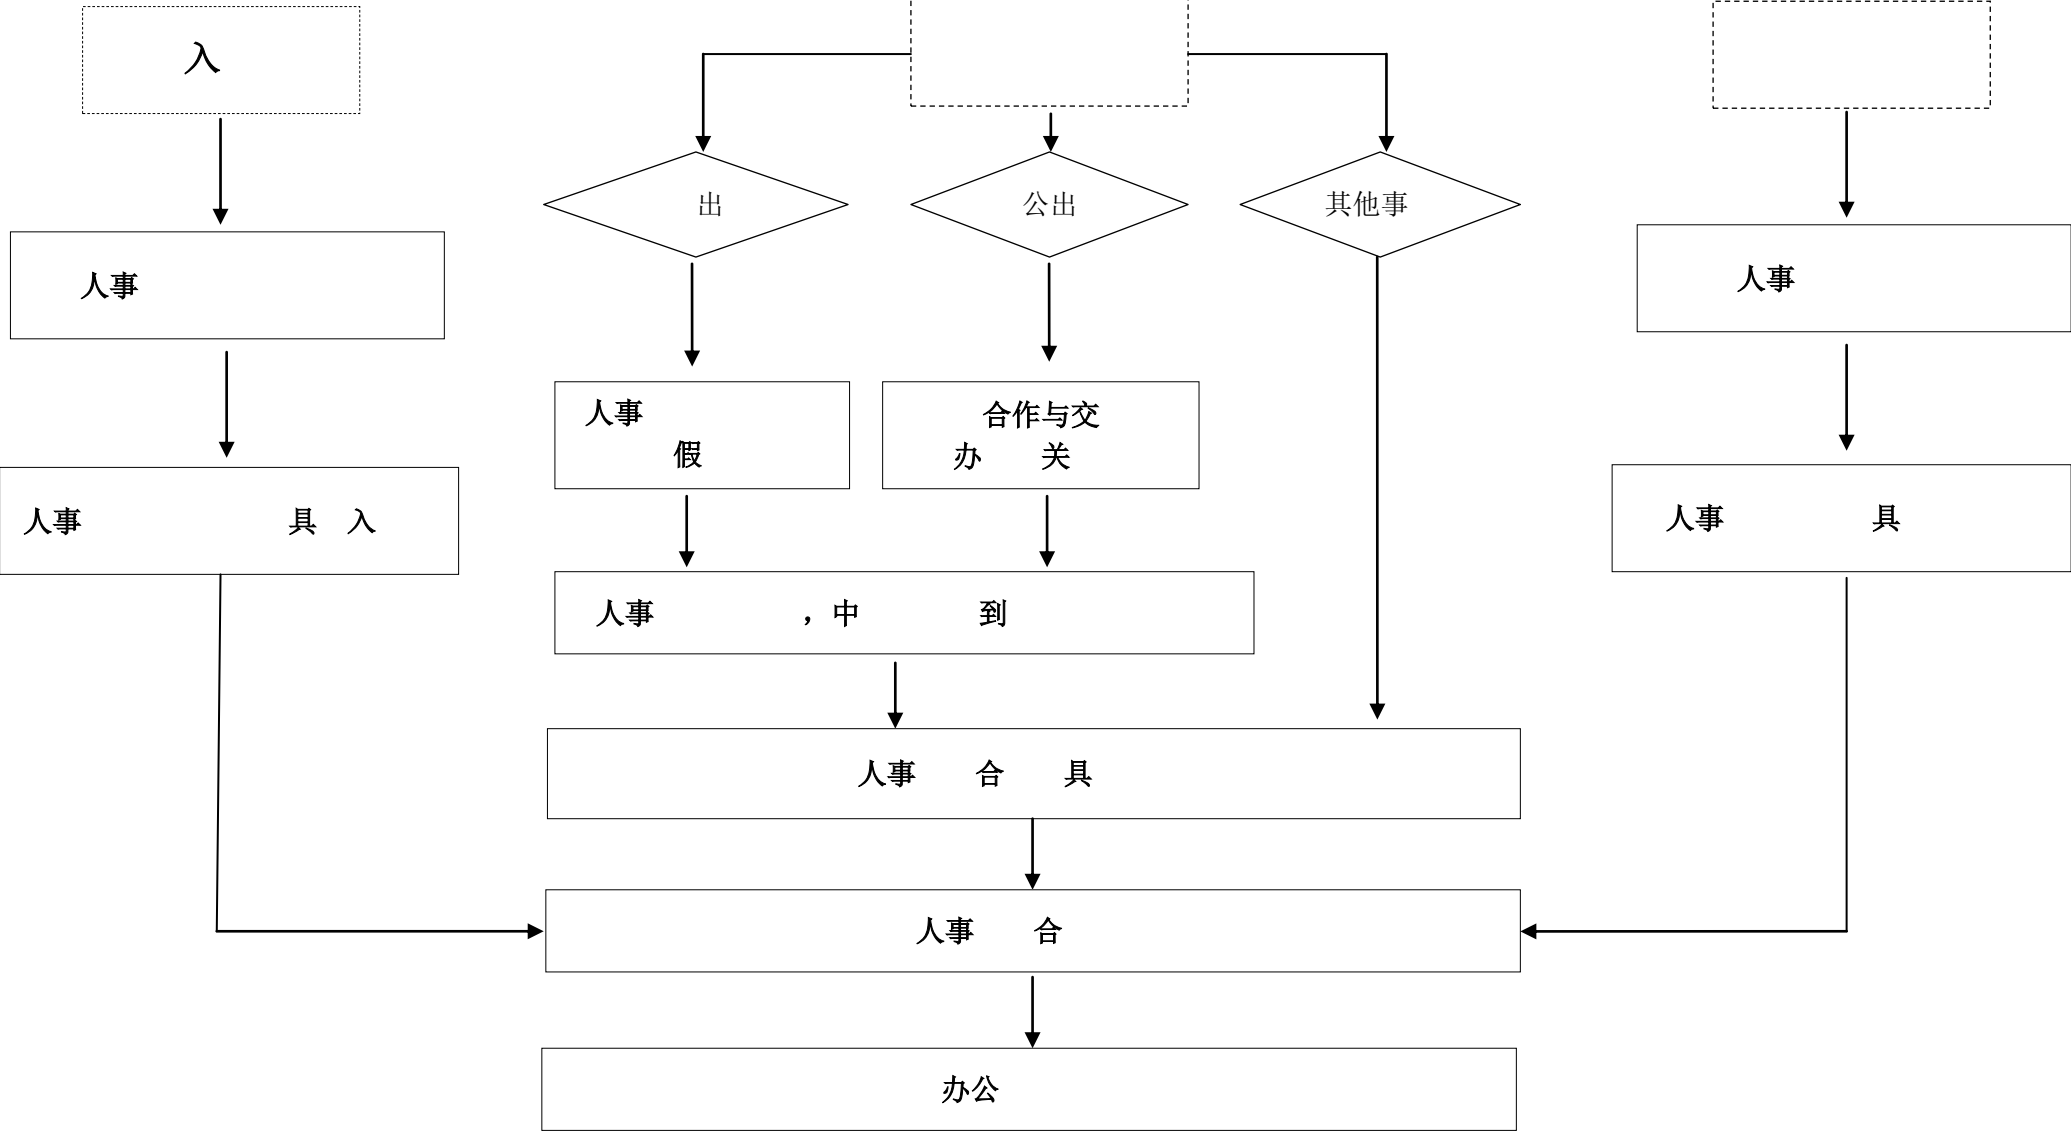 入
出
公出
其他事
人事
人事
人事
假
合作与交
办 关
人事 具 入
人事 具
人事 ，中 到
人事 合 具
人事 合
办公